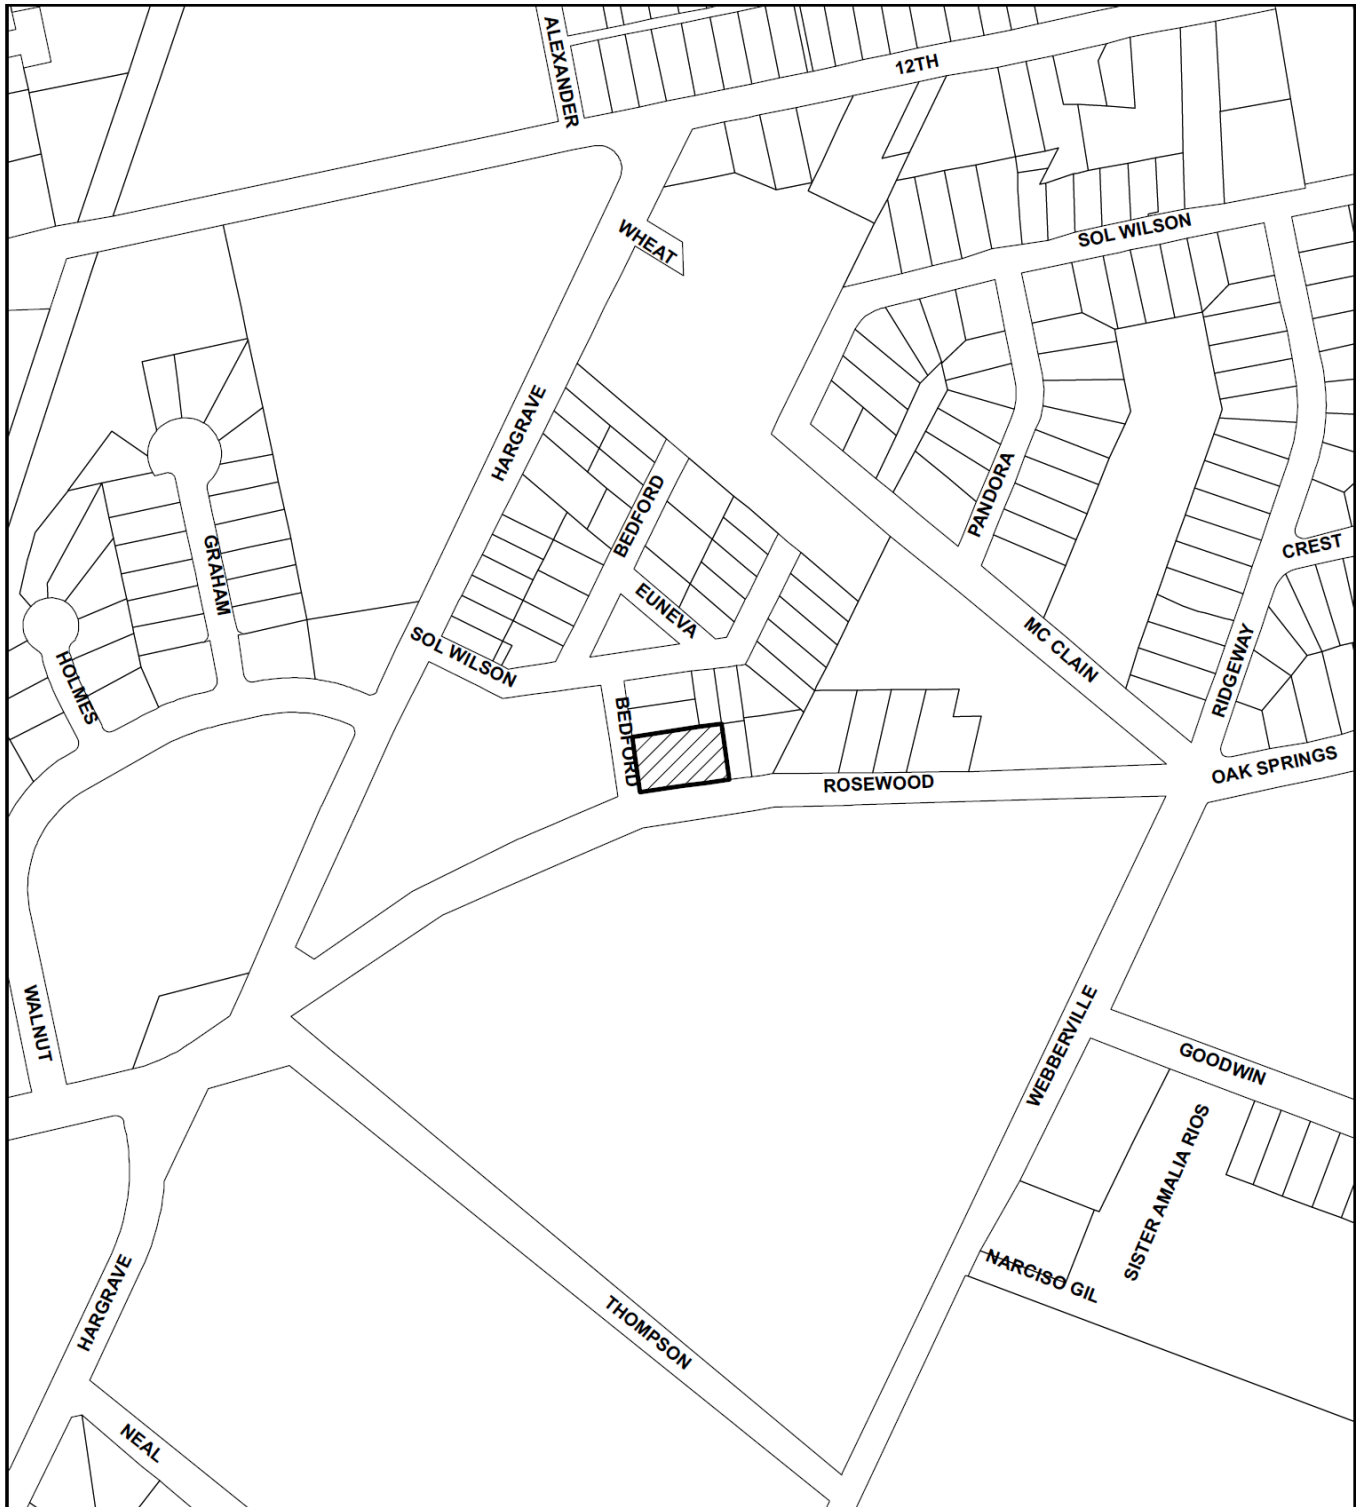 ALEXANDER
12TH
WHEAT
SOL WILSON
HARGRAVE
BEDFORD
PANDORA
CREST
GRAHAM
EUNEVA
SOL WILSON
MC CLAIN
HOLMES
RIDGEWAY
BEDFORD
ROSEWOOD
OAK SPRINGS
WALNUT
WEBBERVILLE
GOODWIN
SISTER AMALIA RIOS
HARGRAVE
NARCISO GIL
THOMPSON
NEAL